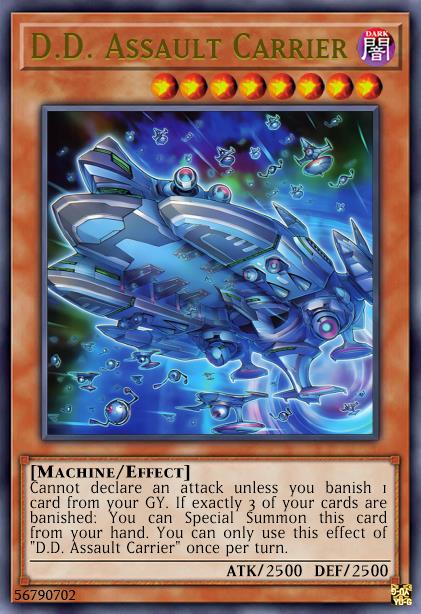 D.D. Assault Carrier
DARK
闇
[Machine/Effect]
Cannot declare an attack unless you banish 1
card from your GY. If exactly 3 of your cards are
banished: You can Special Summon this card
from your hand. You can only use this effect of
"D.D. Assault Carrier" once per turn.
ATK/2500 DEF/2500
56790702